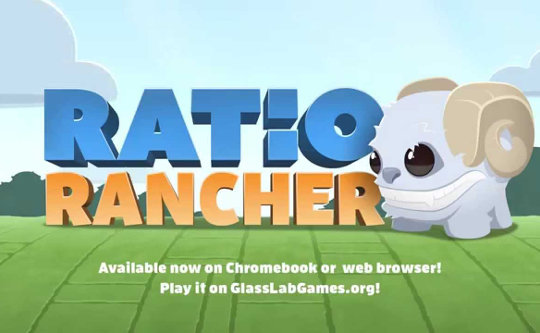 RATIO
RANCHER
Available now on Chromebook or web browser!
Play it on GlassLabGames.org!